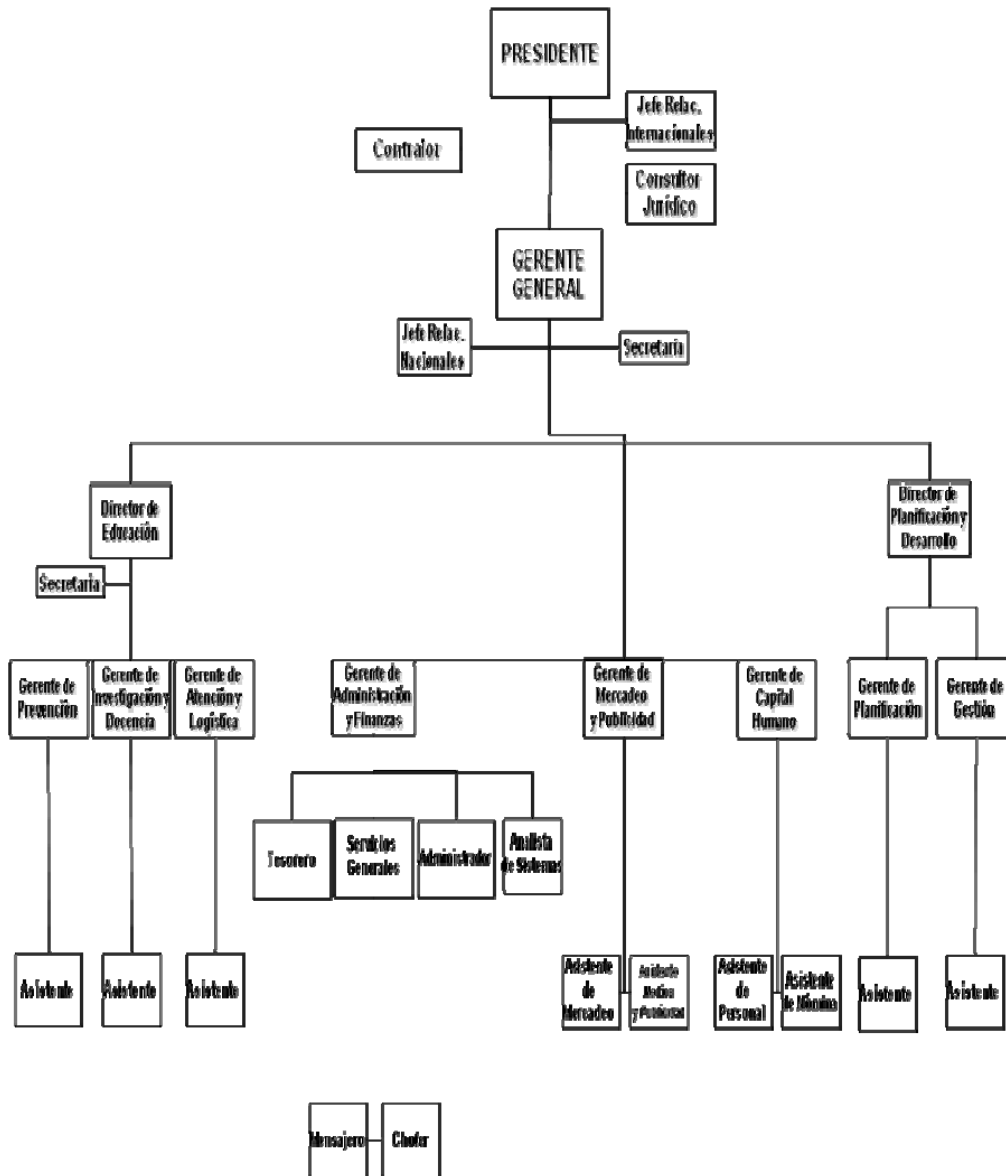 PRESIDENTE
Jefe Relac.
Internacionales
Contralor
Consultor
Jurídico
GERENTE
GENERAL
Jefe Relac.
Nacionales
Secretaria
Director de
Educación
Director de
Planificación y
Desarrollo
Secretaria
Gerente de
Prevención
Gerente de
Investigación y
Docencia
Gerente de
Atención y
Logística
Gerente de
Administración
y Finanzas
Gerente de
Mercadeo
y Publicidad
Gerente de
Capital
Humano
Gerente de
Planificación
Gerente de
Gestión
Tesorero
Servicios
Generales
Administrador
Analista
de Sistemas
Asistente
Asistente
Asistente
Asistente
de
Mercadeo
Asistente
y Publicidad
Asistente
de
Personal
Asistente
de Nómina
Asistente
Asistente
Mensajero
Chofer